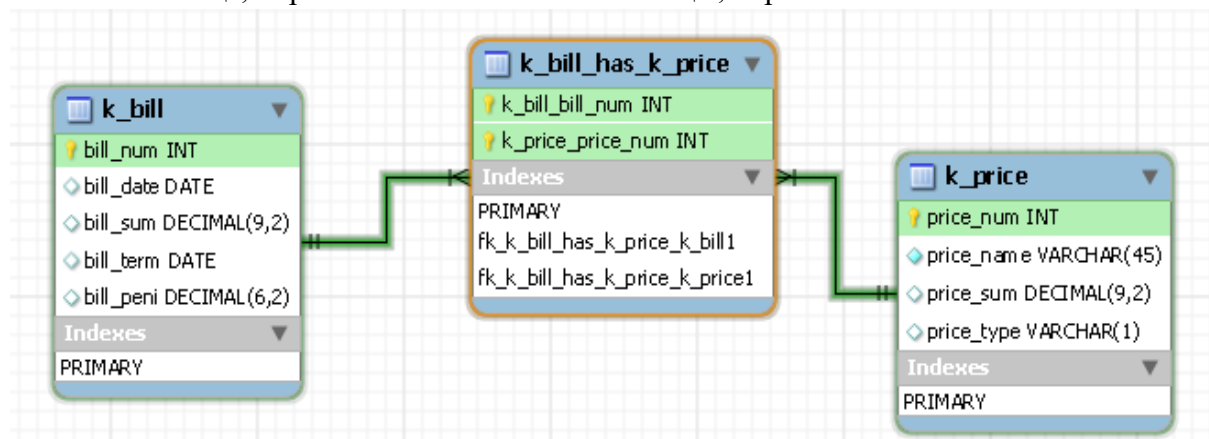 k_bill
bill_num INT
bill_date DATE
bill_sum DECIMAL(9,2)
bill_term DATE
bill_peni DECIMAL(6,2)
Indexes
PRIMARY
k_bill_has_k_price
k_bill_bill_num INT
k_price_price_num INT
Indexes
PRIMARY
fk_k_bill_has_k_price_k_bill1
fk_k_bill_has_k_price_k_price1
k_price
price_num INT
price_name VARCHAR(45)
price_sum DECIMAL(9,2)
price_type VARCHAR(1)
Indexes
PRIMARY